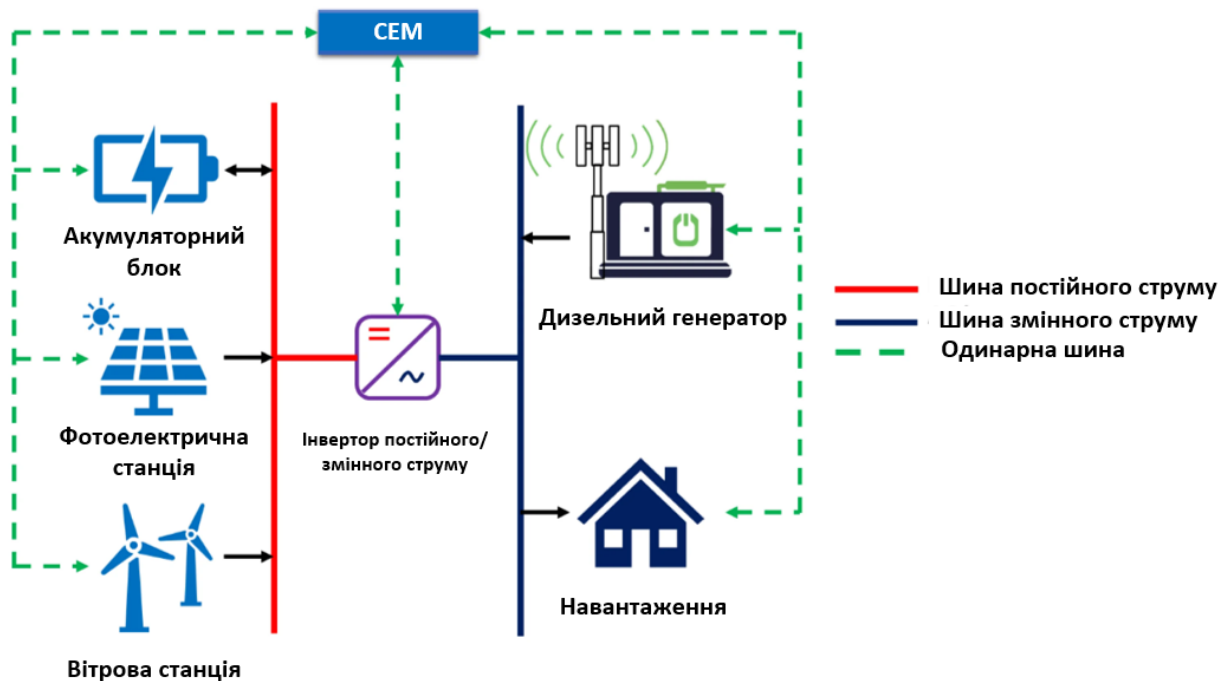 СЕМ
Акумуляторний
блок
Фотоелектрична
станція
Вітрова станція
Інвертор постійного/
змінного струму
Дизельний генератор
Навантаження
Шина постійного струму
Шина змінного струму
Одинарна шина